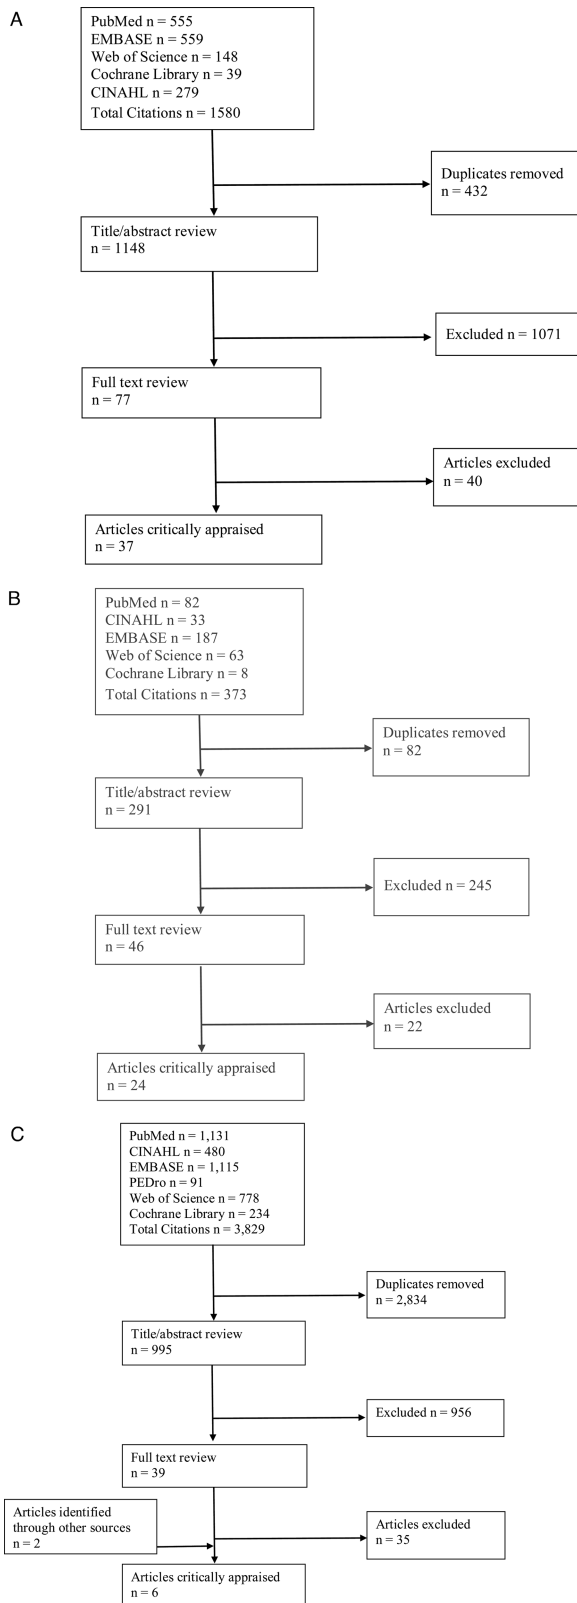 A
PubMed n = 555
EMBASE n = 559
Web of Science n = 148
Cochrane Library n = 39
CINAHL n = 279
Total Citations n = 1580
Duplicates removed
n = 432
Title/abstract review
n = 1148
Excluded n = 1071
Full text review
n = 77
Articles excluded
n = 40
Articles critically appraised
n = 37
B
PubMed n = 82
CINAHL n = 33
EMBASE n = 187
Web of Science n = 63
Cochrane Library n = 8
Total Citations n = 373
Duplicates removed
n = 82
Title/abstract review
n = 291
Excluded n = 245
Full text review
n = 46
Articles excluded
n = 22
Articles critically appraised
n = 24
C
PubMed n = 1,131
CINAHL n = 480
EMBASE n = 1,115
PEDro n = 91
Web of Science n = 778
Cochrane Library n = 234
Total Citations n = 3,829
Duplicates removed
n = 2,834
Title/abstract review
n = 995
Excluded n = 956
Full text review
n = 39
Articles identified
through other sources
n = 2
Articles excluded
n = 35
Articles critically appraised
n = 6